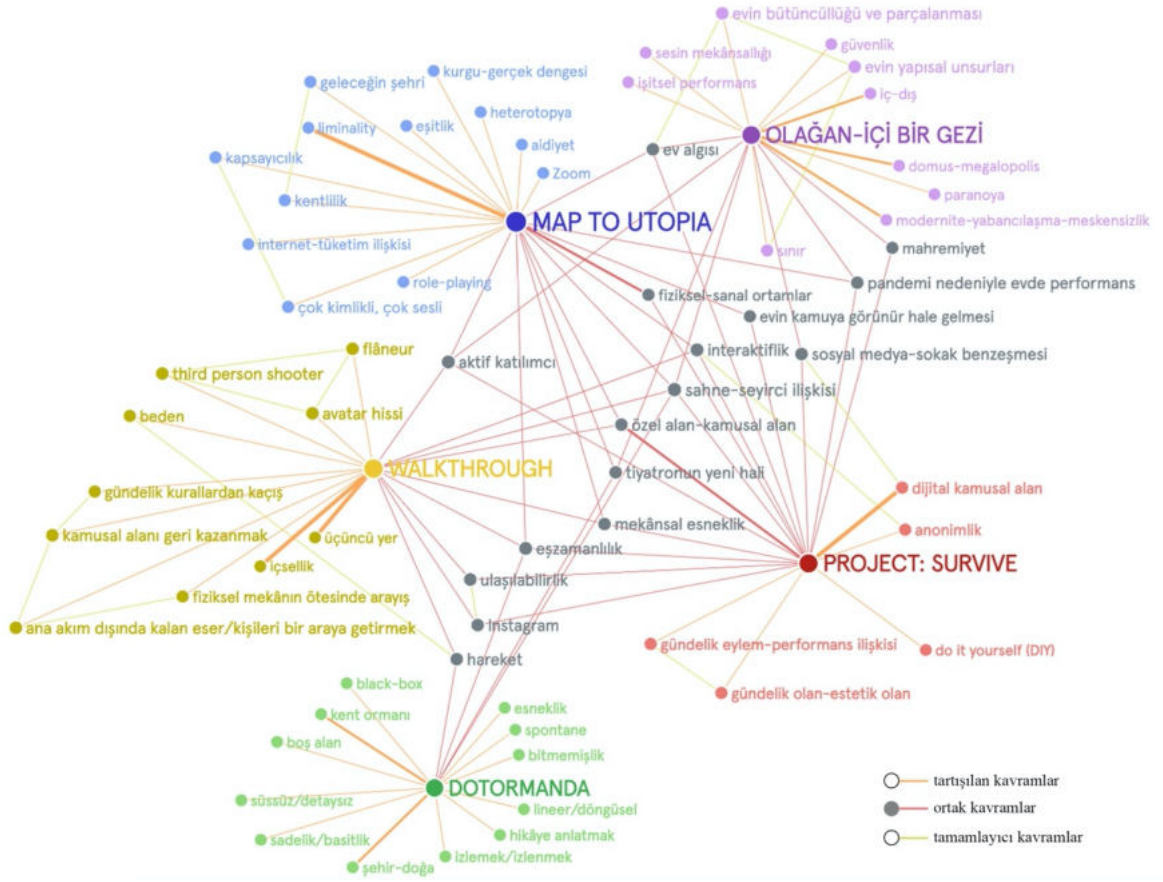 evin bütüncüllüğü ve parçalanması
güvenlik
sesin mekânsallığı
evin yapısal unsurları
işitsel performans
iç-dış
OLAĞAN-İÇİ BİR GEZİ
domus-megalopolis
paranoya
modernite-yabancılaşma-meskensizlik
sınır
kurgu-gerçek dengesi
geleceğin şehri
heterotopya
liminality
eşitlik
aidiyet
kapsayıcılık
Zoom
kentlilik
MAP TO UTOPIA
internet-tüketim ilişkisi
role-playing
çok kimlikli, çok sesli
ev algısı
mahremiyet
pandemi nedeniyle evde performans
fiziksel-sanal ortamlar
evin kamuya görünür hale gelmesi
interaktiflik
sosyal medya-sokak benzeşmesi
aktif katılımcı
sahne-seyirci ilişkisi
özel alan-kamusal alan
tiyatronun yeni hali
mekânsal esneklik
eşzamanlılık
ulaşılabilirlik
Instagram
hareket
flâneur
third person shooter
avatar hissi
beden
WALKTHROUGH
gündelik kurallardan kaçış
kamusal alanı geri kazanmak
üçüncü yer
içsellik
fiziksel mekânın ötesinde arayış
ana akım dışında kalan eser/kişileri bir araya getirmek
dijital kamusal alan
anonimlik
PROJECT: SURVIVE
gündelik eylem-performans ilişkisi
do it yourself (DIY)
gündelik olan-estetik olan
black-box
kent ormanı
esneklik
boş alan
spontane
bitmemişlik
DOTORMANDA
süssüz/detaysız
lineer/döngüsel
sadelik/basitlik
hikâye anlatmak
izlemek/izlenmek
şehir-doğa
tartışılan kavramlar
ortak kavramlar
tamamlayıcı kavramlar